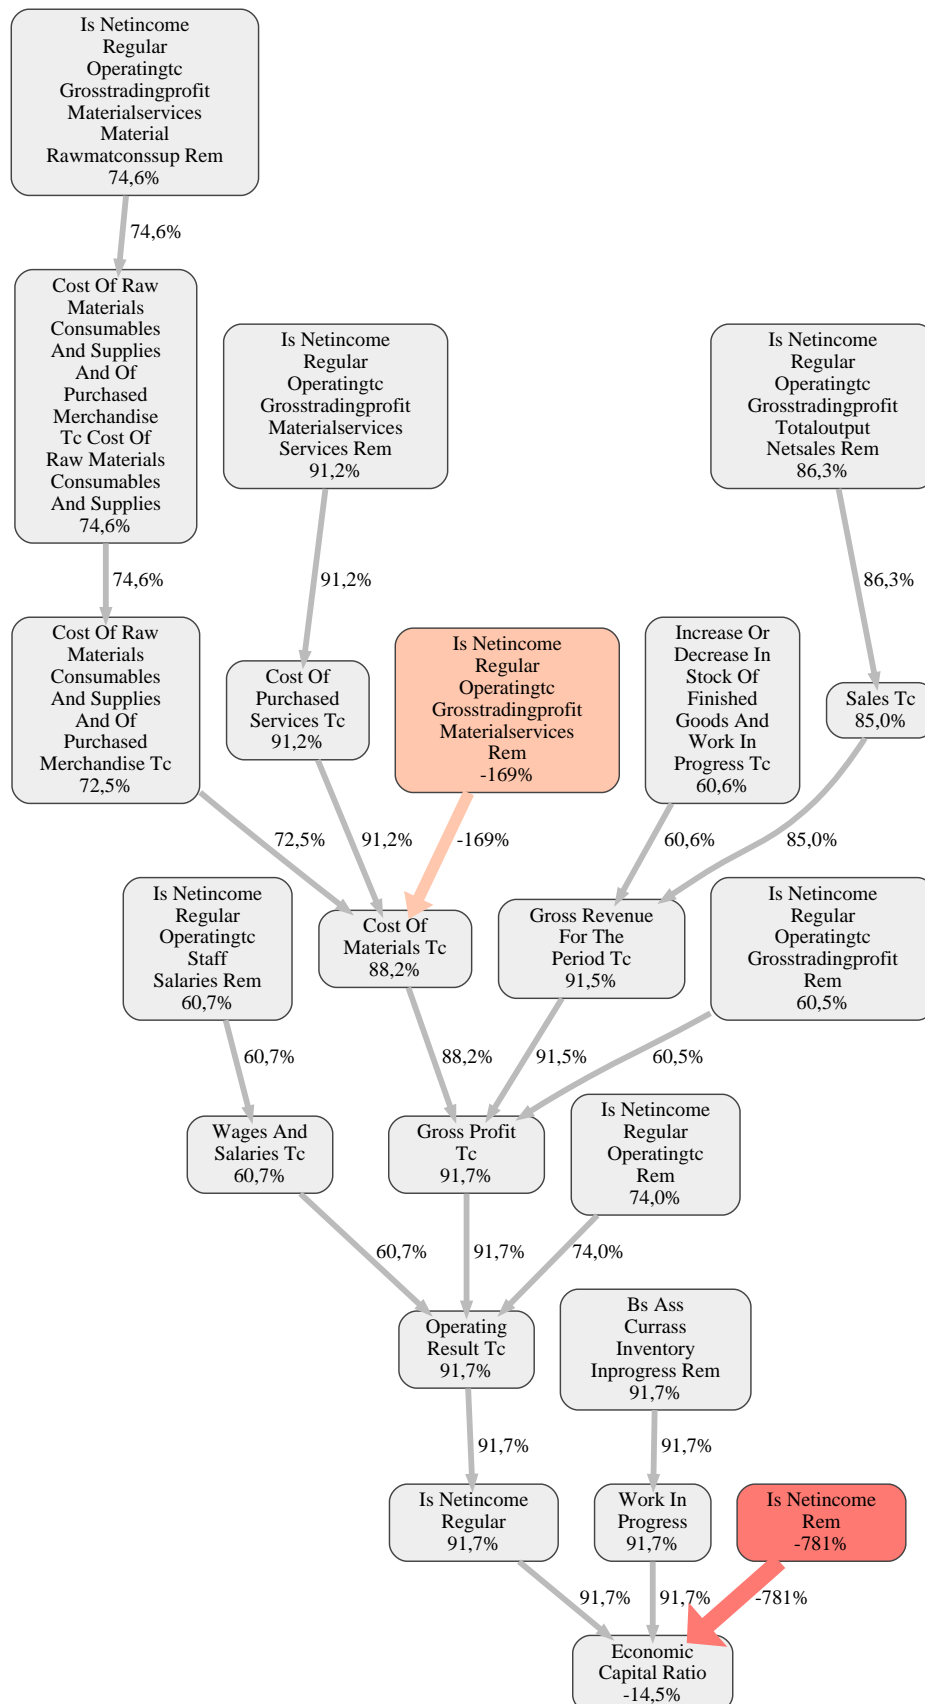 Is Netincome
Regular
Operatingtc
Grosstradingprofit
Materialservices
Material
Rawmatconssup Rem
74,6%
74,6%
Cost Of Raw
Materials
Consumables
And Supplies
And Of
Purchased
Merchandise
Tc Cost Of
Raw Materials
Consumables
And Supplies
74,6%
Is Netincome
Regular
Operatingtc
Grosstradingprofit
Materialservices
Services Rem
91,2%
Is Netincome
Regular
Operatingtc
Grosstradingprofit
Totaloutput
Netsales Rem
86,3%
74,6%
91,2%
86,3%
Cost Of Raw
Materials
Consumables
And Supplies
And Of
Purchased
Merchandise Tc
72,5%
Cost Of
Purchased
Services Tc
91,2%
Is Netincome
Regular
Operatingtc
Grosstradingprofit
Materialservices
Rem
-169%
Increase Or
Decrease In
Stock Of
Finished
Goods And
Work In
Progress Tc
60,6%
Sales Tc
85,0%
72,5%
91,2%
-169%
60,6%
85,0%
Is Netincome
Regular
Operatingtc
Staff
Salaries Rem
60,7%
Cost Of
Materials Tc
88,2%
Gross Revenue
For The
Period Tc
91,5%
Is Netincome
Regular
Operatingtc
Grosstradingprofit
Rem
60,5%
60,7%
88,2%
91,5%
60,5%
Wages And
Salaries Tc
60,7%
Gross Profit
Tc
91,7%
Is Netincome
Regular
Operatingtc
Rem
74,0%
60,7%
91,7%
74,0%
Operating
Result Tc
91,7%
Bs Ass
Currass
Inventory
Inprogress Rem
91,7%
91,7%
91,7%
Is Netincome
Regular
91,7%
Work In
Progress
91,7%
Is Netincome
Rem
-781%
91,7%
91,7%
-781%
Economic
Capital Ratio
-14,5%